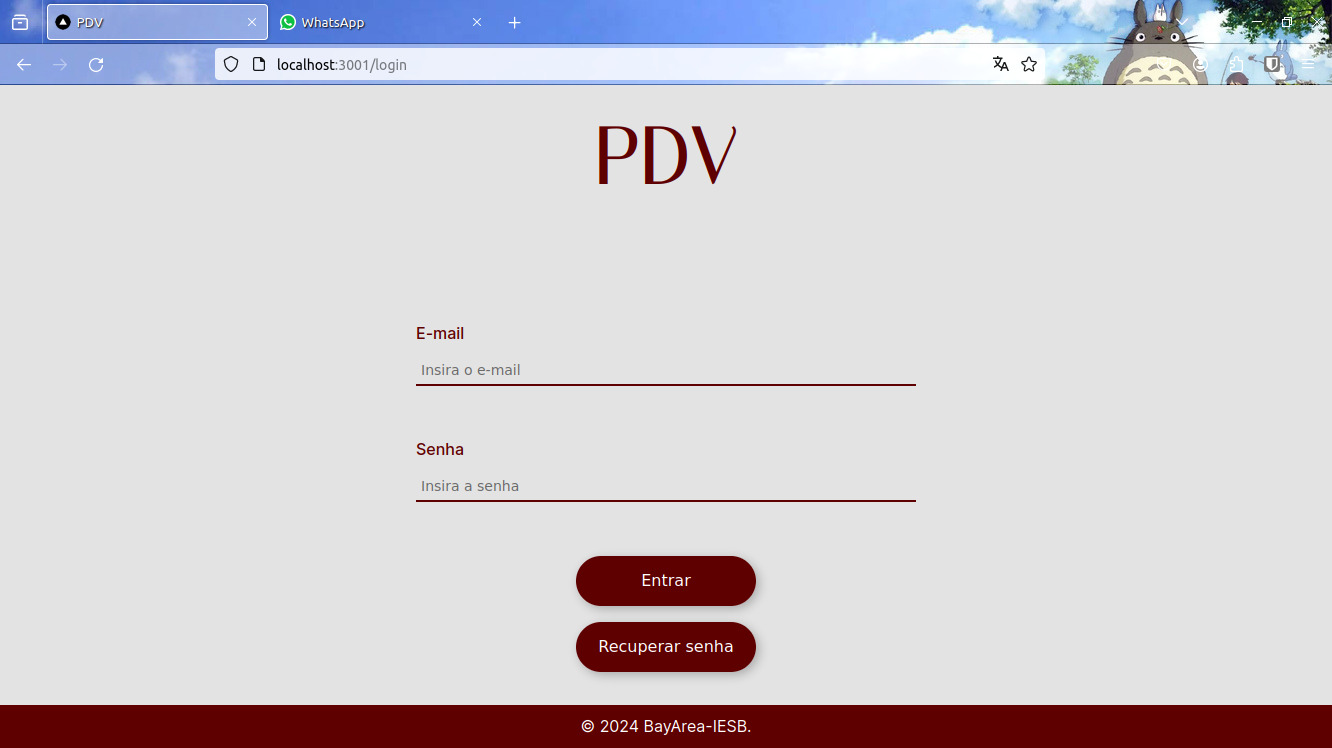 PDV
WhatsApp
localhost:3001/login
PDV
E-mail
Insira o e-mail
Senha
Insira a senha
Entrar
Recuperar senha
© 2024 BayArea-IESB.